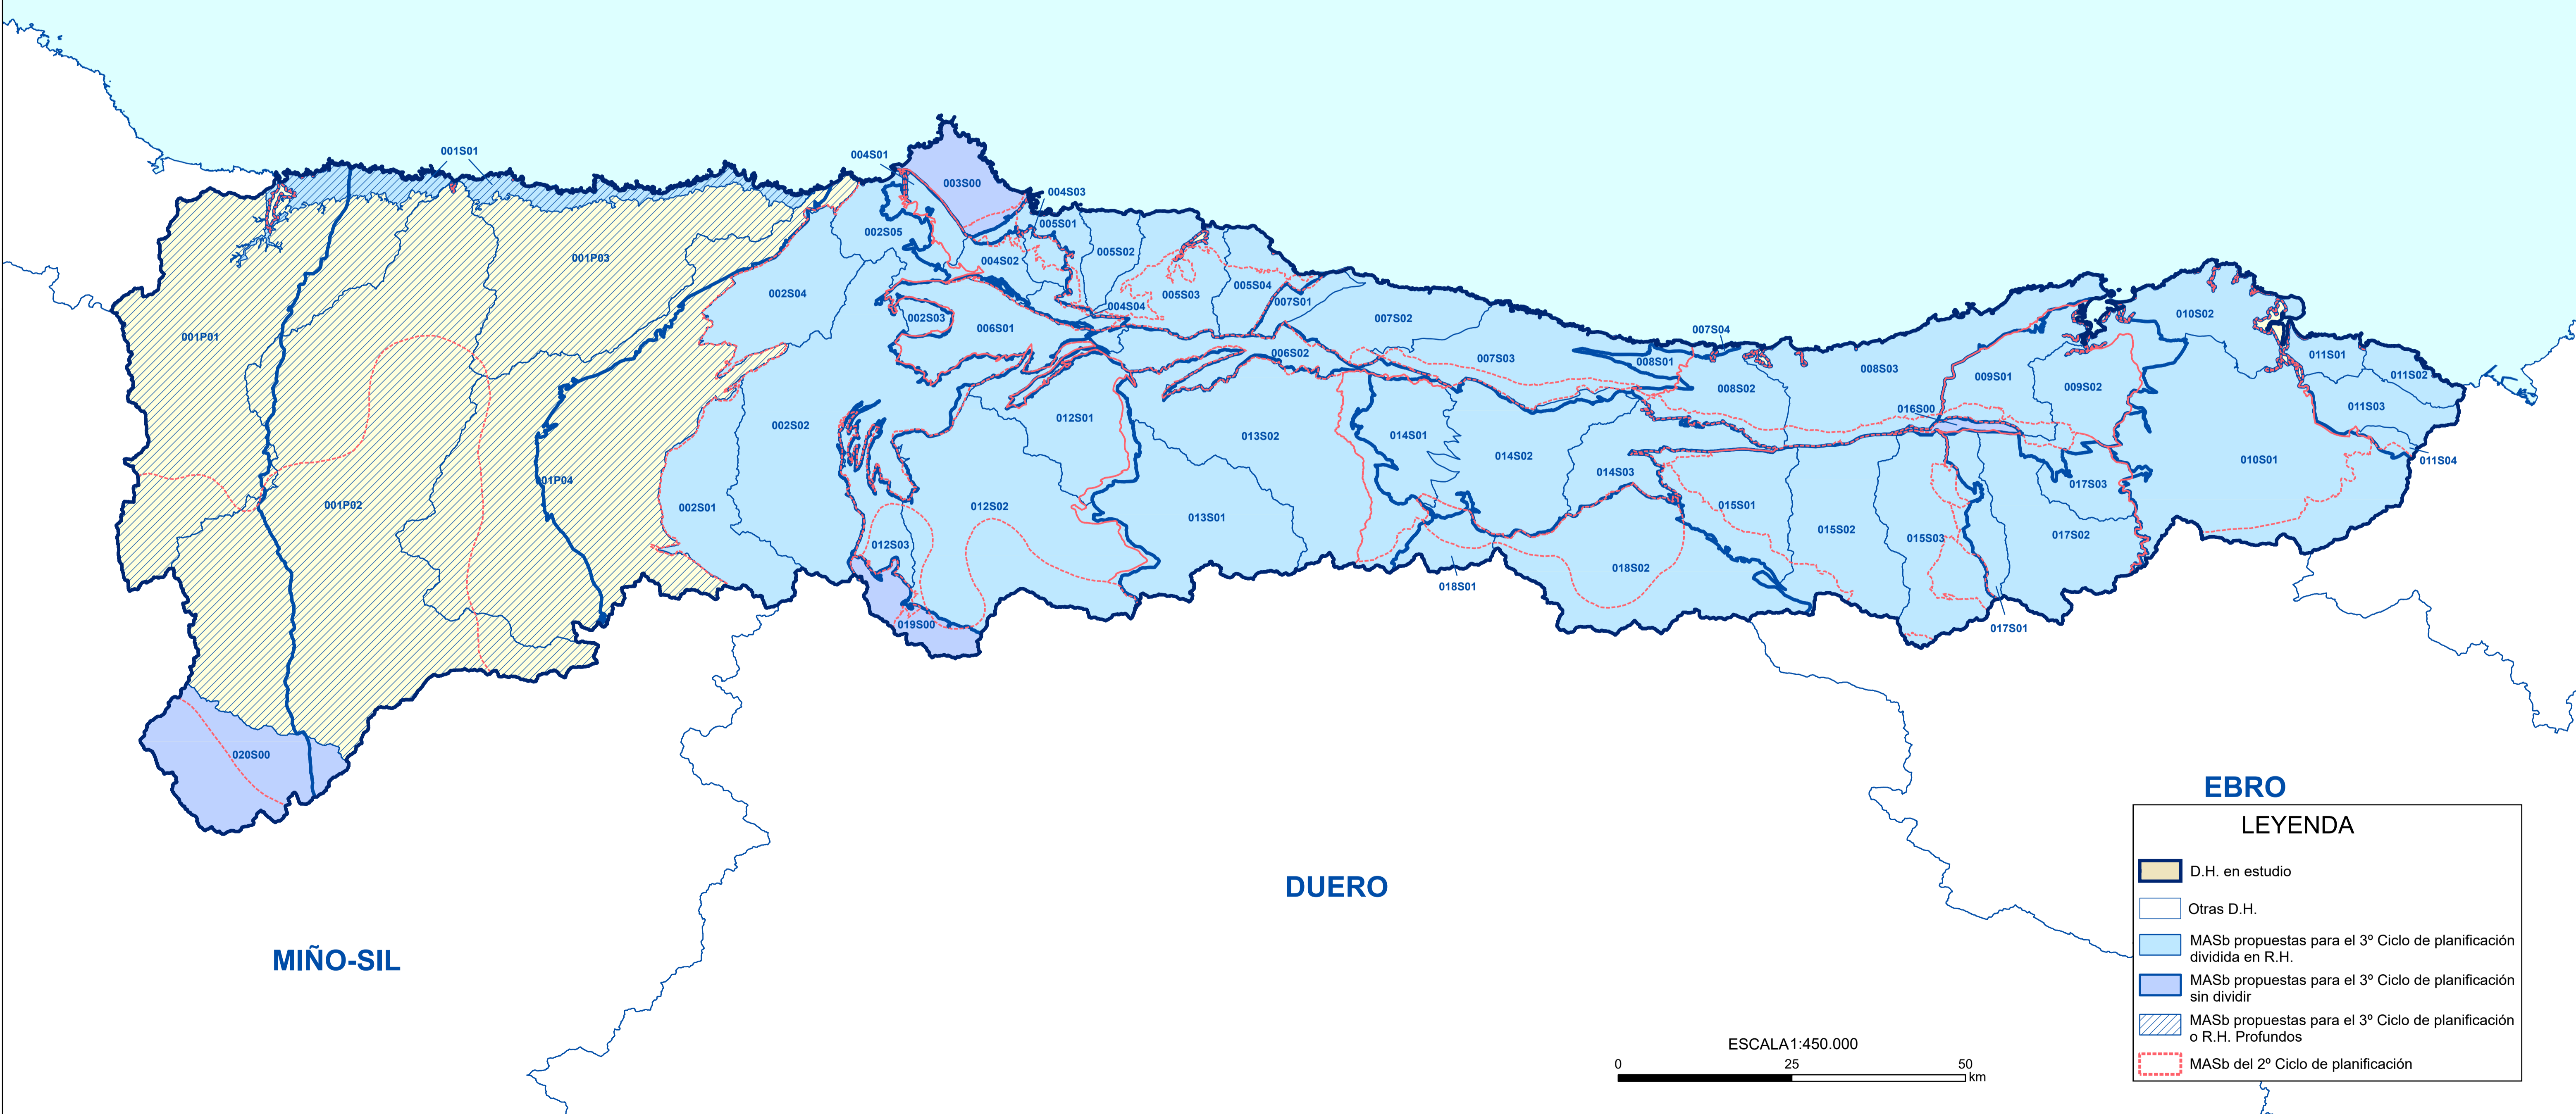 001S01
004S01
003S00
004S03
005S01
002S05
005S02
004S02
001P03
002S04
005S03
005S04
007S01
004S04
002S03
006S01
007S02
007S04
010S02
001P01
006S02
007S03
008S01
008S02
008S03
009S01
009S02
011S01
011S02
011S03
016S00
012S01
002S02
013S02
014S01
014S02
014S03
010S01
011S04
001P04
001P02
002S01
012S02
013S01
015S01
015S02
015S03
017S03
017S02
012S03
018S02
018S01
019S00
017S01
020S00
EBRO
DUERO
MIÑO-SIL
ESCALA1:450.000
0 25 50
km
LEYENDA
D.H. en estudio
Otras D.H.
MASb propuestas para el 3º Ciclo de planificación
dividida en R.H.
MASb propuestas para el 3º Ciclo de planificación
sin dividir
MASb propuestas para el 3º Ciclo de planificación
o R.H. Profundos
MASb del 2º Ciclo de planificación